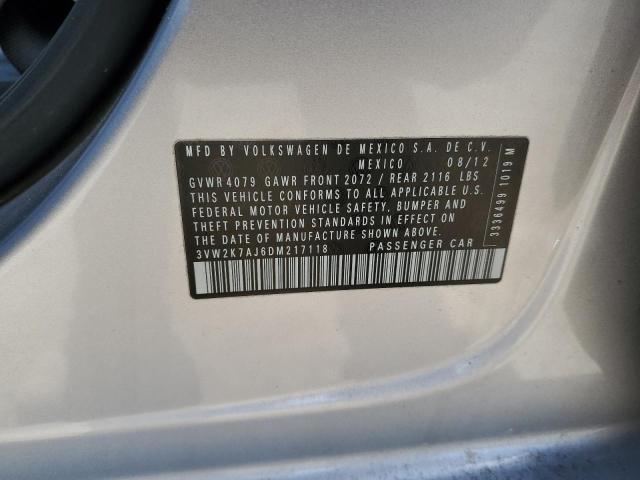 MFD BY VOLKSWAGEN DE MEXICO S.A. DE C.V.
MEXICO 08/12
GVWR 4079 GAWR FRONT 2072 / REAR 2116 LBS
THIS VEHICLE CONFORMS TO ALL APPLICABLE U.S.
FEDERAL MOTOR VEHICLE SAFETY, BUMPER AND
THEFT PREVENTION STANDARDS IN EFFECT ON THE
DATE OF MANUFACTURE SHOWN ABOVE.
3VW2K7AJ6DM217118 PASSENGER CAR
3336499 1019 M